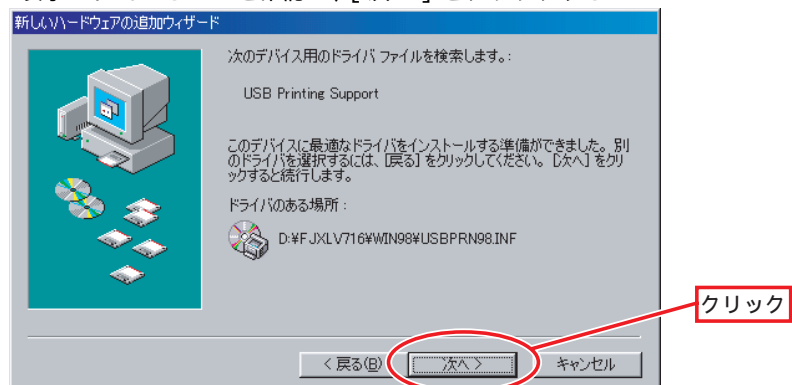 新しいハードウェアの追加ウィザード
次のデバイス用のドライバ ファイルを検索します。:
USB Printing Support
このデバイスに最適なドライバをインストールする準備ができました。別
のドライバを選択するには、[戻る] をクリックしてください。[次へ] をクリ
ックすると続行します。
ドライバのある場所 :
D:¥FJXLV716¥WIN98¥USBPRN98.INF
クリック
< 戻る(B)
次へ >
キャンセル